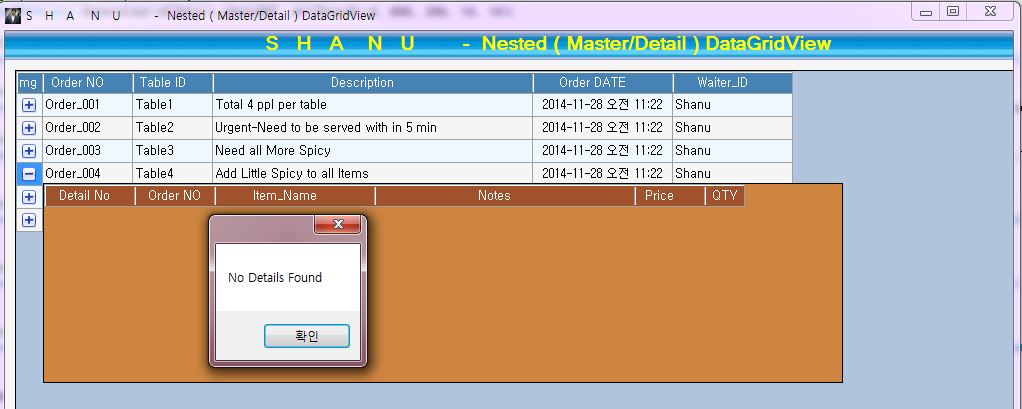 S H A N U - Nested ( Master/Detail ) DataGridView
S H A N U - Nested ( Master/Detail ) DataGridView
mg Order NO Table ID Description Order DATE Waiter_ID
Order_001 Table1 Total 4 ppl per table 2014-11-28 오전 11:22 Shanu
Order_002 Table2 Urgent-Need to be served with in 5 min 2014-11-28 오전 11:22 Shanu
Order_003 Table3 Need all More Spicy 2014-11-28 오전 11:22 Shanu
Order_004 Table4 Add Little Spicy to all Items 2014-11-28 오전 11:22 Shanu
Detail No Order NO Item_Name Notes Price QTY
No Details Found
확인